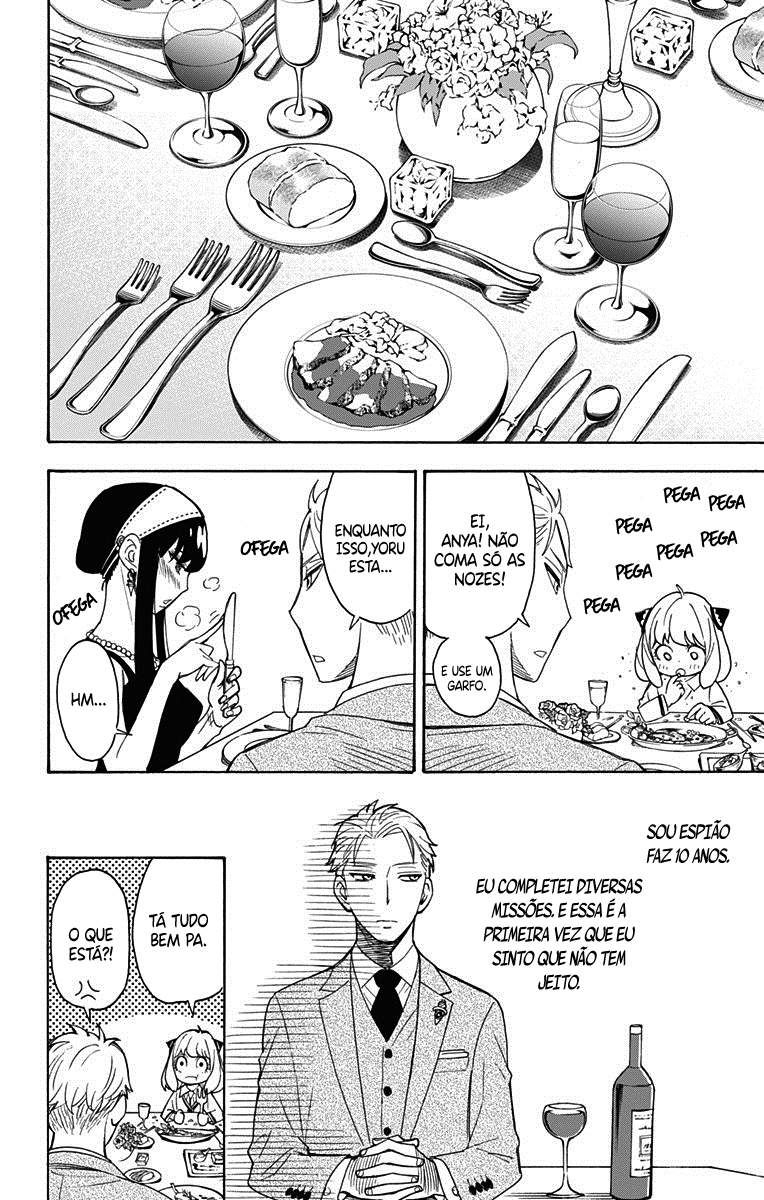 EI,
ANYA! NÃO
COMA SÓ AS
NOZES!
E USE UM
GARFO.
PEGA
PEGA
PEGA
PEGA
PEGA
PEGA
PEGA
ENQUANTO
ISSO,YORU
ESTA...
OFEGA
OFEGA
HM...
SOU ESPIÃO
FAZ 10 ANOS.
EU COMPLETEI DIVERSAS
MISSÕES. E ESSA É A
PRIMEIRA VEZ QUE EU
SINTO QUE NÃO TEM
JEITO.
TÁ TUDO
BEM PA.
O QUE
ESTÁ?!